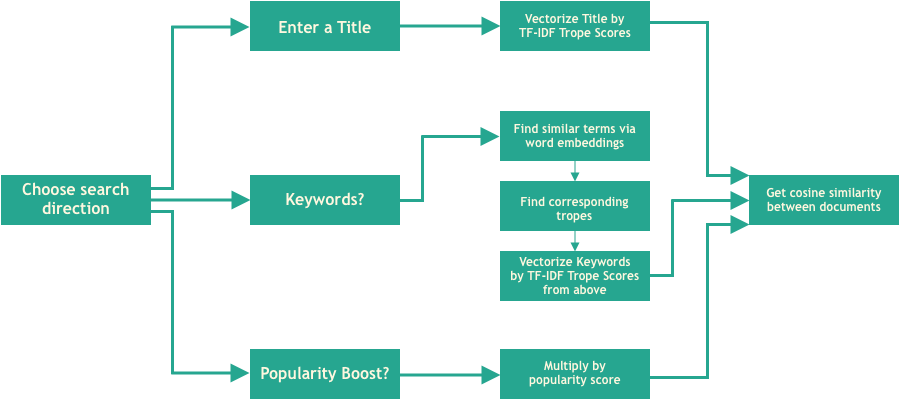 Enter a Title
Vectorize Title by
TF-IDF Trope Scores
Find similar terms via
word embeddings
Choose search
direction
Keywords?
Find corresponding
tropes
Get cosine similarity
between documents
Vectorize Keywords
by TF-IDF Trope Scores
from above
Popularity Boost?
Multiply by
popularity score